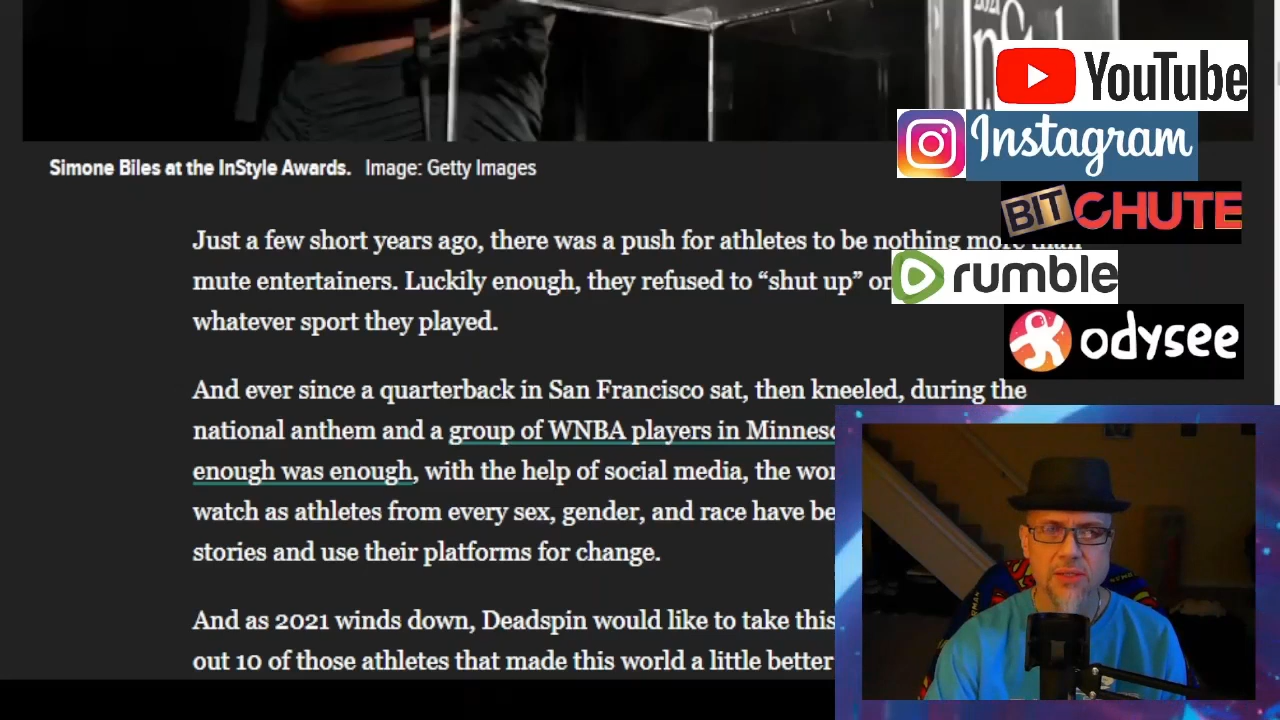 2021
YouTube
Instagram
Simone Biles at the InStyle Awards. Image: Getty Images
BITCHUTE
Just a few short years ago, there was a push for athletes to be nothing more than
rumble
mute entertainers. Luckily enough, they refused to “shut up” or
whatever sport they played.
odysee
And ever since a quarterback in San Francisco sat, then kneeled, during the
national anthem and a group of WNBA players in
enough was enough, with the help of social media, the
watch as athletes from every sex, gender, and race have
stories and use their platforms for change.
And as 2021 winds down, Deadspin would like to take this
out 10 of those athletes that made this world a little better